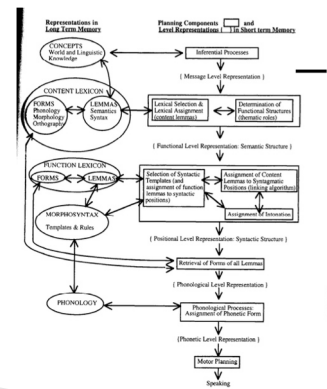 Representations in
Long Term Memory
Planning Components and
Level Representations { } In Short term Memory
CONCEPTS
World and Linguistic
Knowledge
Inferential Processes
{ Message Level Representation }
CONTENT LEXICON
FORMS
Phonology
Morphology
Orthography
LEMMAS
Semantics
Syntax
Lexical Selection &
Lexical Assignment
(content lemmas)
Determination of
Functional Structures
(thematic roles)
{ Functional Level Representation: Semantic Structure }
FUNCTION LEXICON
FORMS
LEMMAS
Selection of Syntactic
Templates (and
assignment of function
lemmas to syntactic
positions)
Assignment of Content
Lemmas to Syntagmatic
Positions (linking algorithm)
Assignment of Intonation
MORPHOSYNTAX
Templates & Rules
{ Positional Level Representation: Syntactic Structure }
Retrieval of Forms of all Lemmas
{ Phonological Level Representation }
PHONOLOGY
Phonological Processes:
Assignment of Phonetic Form
{Phonetic Level Representation }
Motor Planning
Speaking